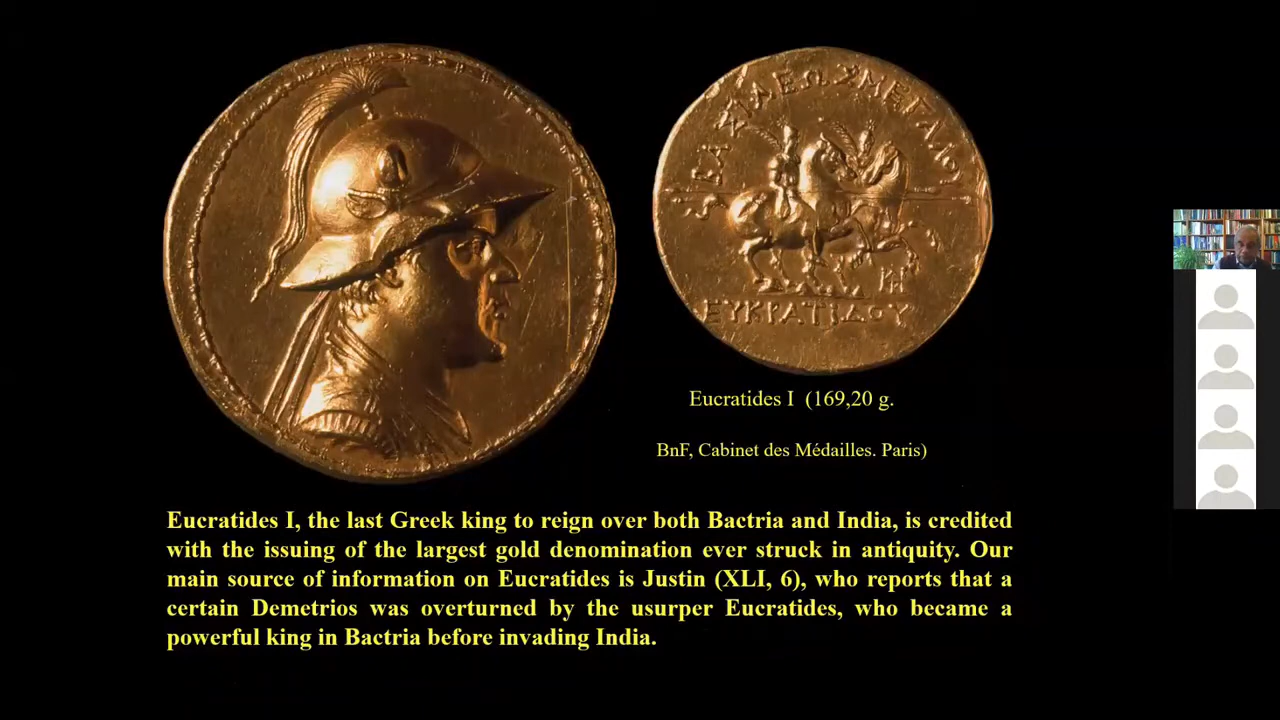 ΒΑΣΙΛΕΩΣ ΜΕΓΑΛΟΥ
ΕΥΚΡΑΤΙΔΟΥ
Eucratides I (169,20 g.
BnF, Cabinet des Médailles. Paris)
Eucratides I, the last Greek king to reign over both Bactria and India, is credited
with the issuing of the largest gold denomination ever struck in antiquity. Our
main source of information on Eucratides is Justin (XLI, 6), who reports that a
certain Demetrios was overturned by the usurper Eucratides, who became a
powerful king in Bactria before invading India.